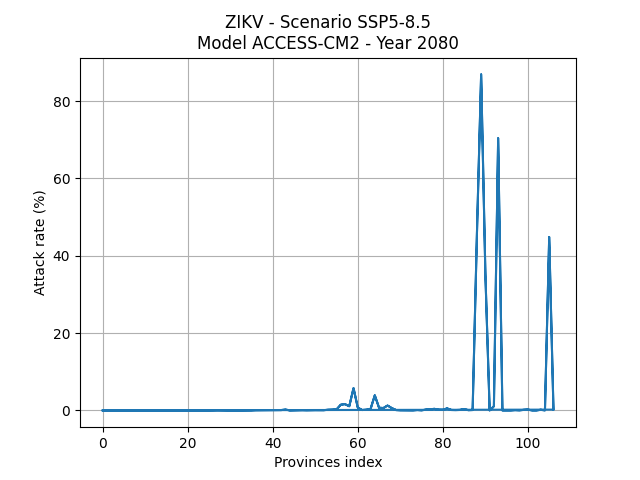 ZIKV - Scenario SSP5-8.5
Model ACCESS-CM2 - Year 2080
80
60
40
20
0
Attack rate (%)
0 20 40 60 80 100
Provinces index